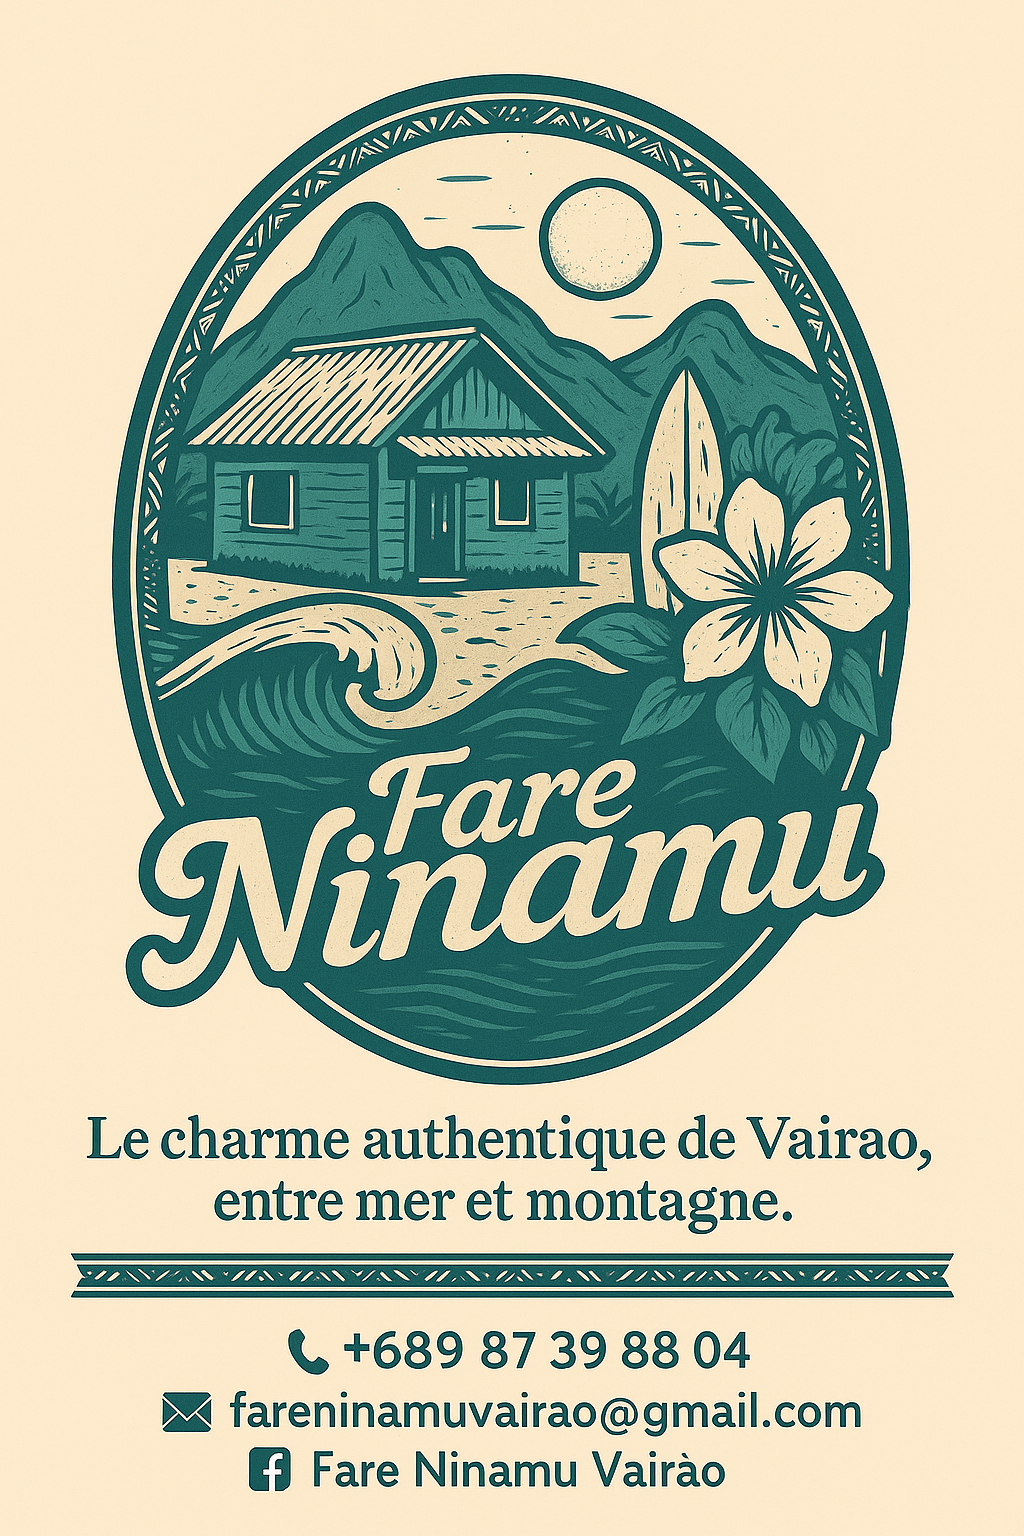 Fare
Ninamu
Le charme authentique de Vairao,
entre mer et montagne.
+689 87 39 88 04
fareninamuvairao@gmail.com
Fare Ninamu Vairào